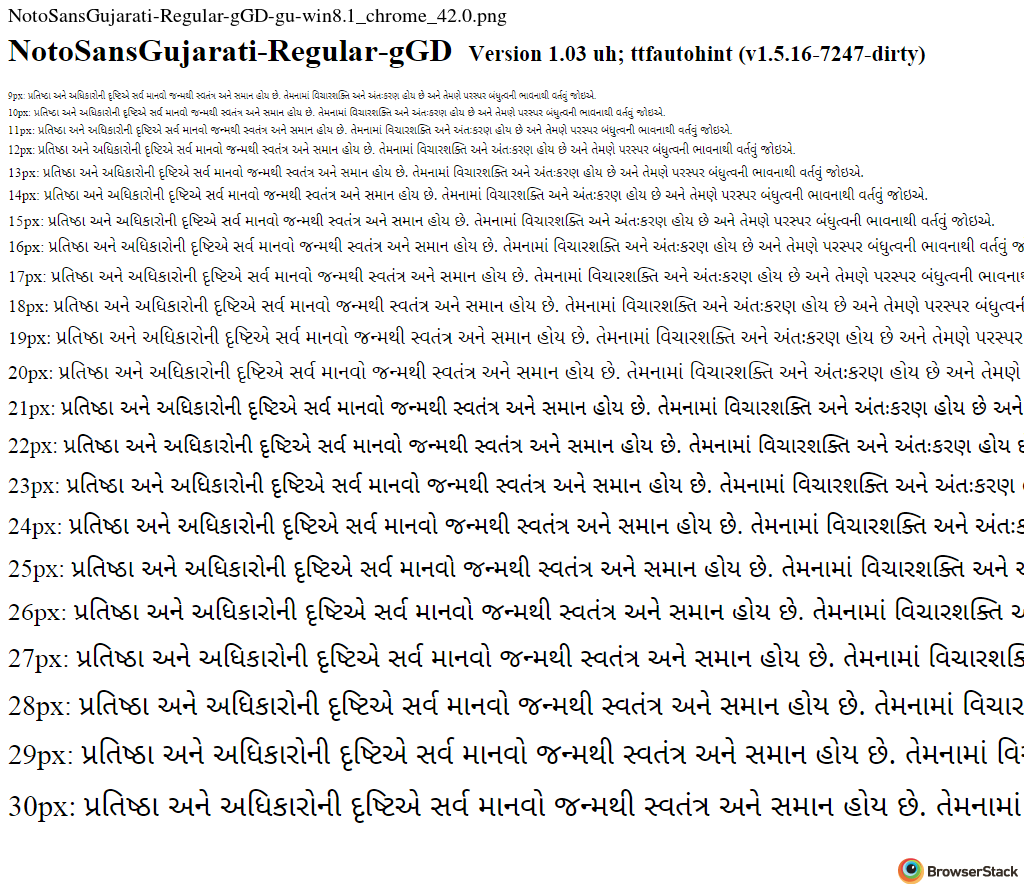 NotoSansGujarati-Regular-gGD-gu-win8.1_chrome_42.0.png
NotoSansGujarati-Regular-gGD Version 1.03 uh; ttfautohint (v1.5.16-7247-dirty)
9px: પ્રતિષ્ઠા અને અધિકારોની દૃષ્ટિએ સર્વ માનવો જન્મથી સ્વતંત્ર અને સમાન હોય છે. તેમનામાં વિચારશક્તિ અને અંતઃકરણ હોય છે અને તેમણે પરસ્પર બંધુત્વની ભાવનાથી વર્તવું જોઇએ.
10px: પ્રતિષ્ઠા અને અધિકારોની દૃષ્ટિએ સર્વ માનવો જન્મથી સ્વતંત્ર અને સમાન હોય છે. તેમનામાં વિચારશક્તિ અને અંતઃકરણ હોય છે અને તેમણે પરસ્પર બંધુત્વની ભાવનાથી વર્તવું જોઇએ.
11px: પ્રતિષ્ઠા અને અધિકારોની દૃષ્ટિએ સર્વ માનવો જન્મથી સ્વતંત્ર અને સમાન હોય છે. તેમનામાં વિચારશક્તિ અને અંતઃકરણ હોય છે અને તેમણે પરસ્પર બંધુત્વની ભાવનાથી વર્તવું જોઇએ.
12px: પ્રતિષ્ઠા અને અધિકારોની દૃષ્ટિએ સર્વ માનવો જન્મથી સ્વતંત્ર અને સમાન હોય છે. તેમનામાં વિચારશક્તિ અને અંતઃકરણ હોય છે અને તેમણે પરસ્પર બંધુત્વની ભાવનાથી વર્તવું જોઇએ.
13px: પ્રતિષ્ઠા અને અધિકારોની દૃષ્ટિએ સર્વ માનવો જન્મથી સ્વતંત્ર અને સમાન હોય છે. તેમનામાં વિચારશક્તિ અને અંતઃકરણ હોય છે અને તેમણે પરસ્પર બંધુત્વની ભાવનાથી વર્તવું જોઇએ.
14px: પ્રતિષ્ઠા અને અધિકારોની દૃષ્ટિએ સર્વ માનવો જન્મથી સ્વતંત્ર અને સમાન હોય છે. તેમનામાં વિચારશક્તિ અને અંતઃકરણ હોય છે અને તેમણે પરસ્પર બંધુત્વની ભાવનાથી વર્તવું જોઇએ.
15px: પ્રતિષ્ઠા અને અધિકારોની દૃષ્ટિએ સર્વ માનવો જન્મથી સ્વતંત્ર અને સમાન હોય છે. તેમનામાં વિચારશક્તિ અને અંતઃકરણ હોય છે અને તેમણે પરસ્પર બંધુત્વની ભાવનાથી વર્તવું જોઇએ.
16px: પ્રતિષ્ઠા અને અધિકારોની દૃષ્ટિએ સર્વ માનવો જન્મથી સ્વતંત્ર અને સમાન હોય છે. તેમનામાં વિચારશક્તિ અને અંતઃકરણ હોય છે અને તેમણે પરસ્પર બંધુત્વની ભાવનાથી વર્તવું
17px: પ્રતિષ્ઠા અને અધિકારોની દૃષ્ટિએ સર્વ માનવો જન્મથી સ્વતંત્ર અને સમાન હોય છે. તેમનામાં વિચારશક્તિ અને અંતઃકરણ હોય છે અને તેમણે પરસ્પર બંધુત્વની
18px: પ્રતિષ્ઠા અને અધિકારોની દૃષ્ટિએ સર્વ માનવો જન્મથી સ્વતંત્ર અને સમાન હોય છે. તેમનામાં વિચારશક્તિ અને અંતઃકરણ હોય છે અને તેમણે પરસ્પર
19px: પ્રતિષ્ઠા અને અધિકારોની દૃષ્ટિએ સર્વ માનવો જન્મથી સ્વતંત્ર અને સમાન હોય છે. તેમનામાં વિચારશક્તિ અને અંતઃકરણ હોય છે અને તેમણે પરસ્પર
20px: પ્રતિષ્ઠા અને અધિકારોની દૃષ્ટિએ સર્વ માનવો જન્મથી સ્વતંત્ર અને સમાન હોય છે. તેમનામાં વિચારશક્તિ અને અંતઃકરણ હોય છે અને તેમણે
21px: પ્રતિષ્ઠા અને અધિકારોની દૃષ્ટિએ સર્વ માનવો જન્મથી સ્વતંત્ર અને સમાન હોય છે. તેમનામાં વિચારશક્તિ અને અંતઃકરણ હોય છે અને
22px: પ્રતિષ્ઠા અને અધિકારોની દૃષ્ટિએ સર્વ માનવો જન્મથી સ્વતંત્ર અને સમાન હોય છે. તેમનામાં વિચારશક્તિ અને અંતઃકરણ હોય
23px: પ્રતિષ્ઠા અને અધિકારોની દૃષ્ટિએ સર્વ માનવો જન્મથી સ્વતંત્ર અને સમાન હોય છે. તેમનામાં વિચારશક્તિ અને અંતઃકરણ
24px: પ્રતિષ્ઠા અને અધિકારોની દૃષ્ટિએ સર્વ માનવો જન્મથી સ્વતંત્ર અને સમાન હોય છે. તેમનામાં વિચારશક્તિ અને
25px: પ્રતિષ્ઠા અને અધિકારોની દૃષ્ટિએ સર્વ માનવો જન્મથી સ્વતંત્ર અને સમાન હોય છે. તેમનામાં વિચારશક્તિ અને
26px: પ્રતિષ્ઠા અને અધિકારોની દૃષ્ટિએ સર્વ માનવો જન્મથી સ્વતંત્ર અને સમાન હોય છે. તેમનામાં વિચારશક્તિ
27px: પ્રતિષ્ઠા અને અધિકારોની દૃષ્ટિએ સર્વ માનવો જન્મથી સ્વતંત્ર અને સમાન હોય છે. તેમનામાં
28px: પ્રતિષ્ઠા અને અધિકારોની દૃષ્ટિએ સર્વ માનવો જન્મથી સ્વતંત્ર અને સમાન હોય છે. તેમનામાં વિચાર
29px: પ્રતિષ્ઠા અને અધિકારોની દૃષ્ટિએ સર્વ માનવો જન્મથી સ્વતંત્ર અને સમાન હોય છે. તેમનામાં
30px: પ્રતિષ્ઠા અને અધિકારોની દૃષ્ટિએ સર્વ માનવો જન્મથી સ્વતંત્ર અને સમાન હોય છે. તેમનામાં
BrowserStack